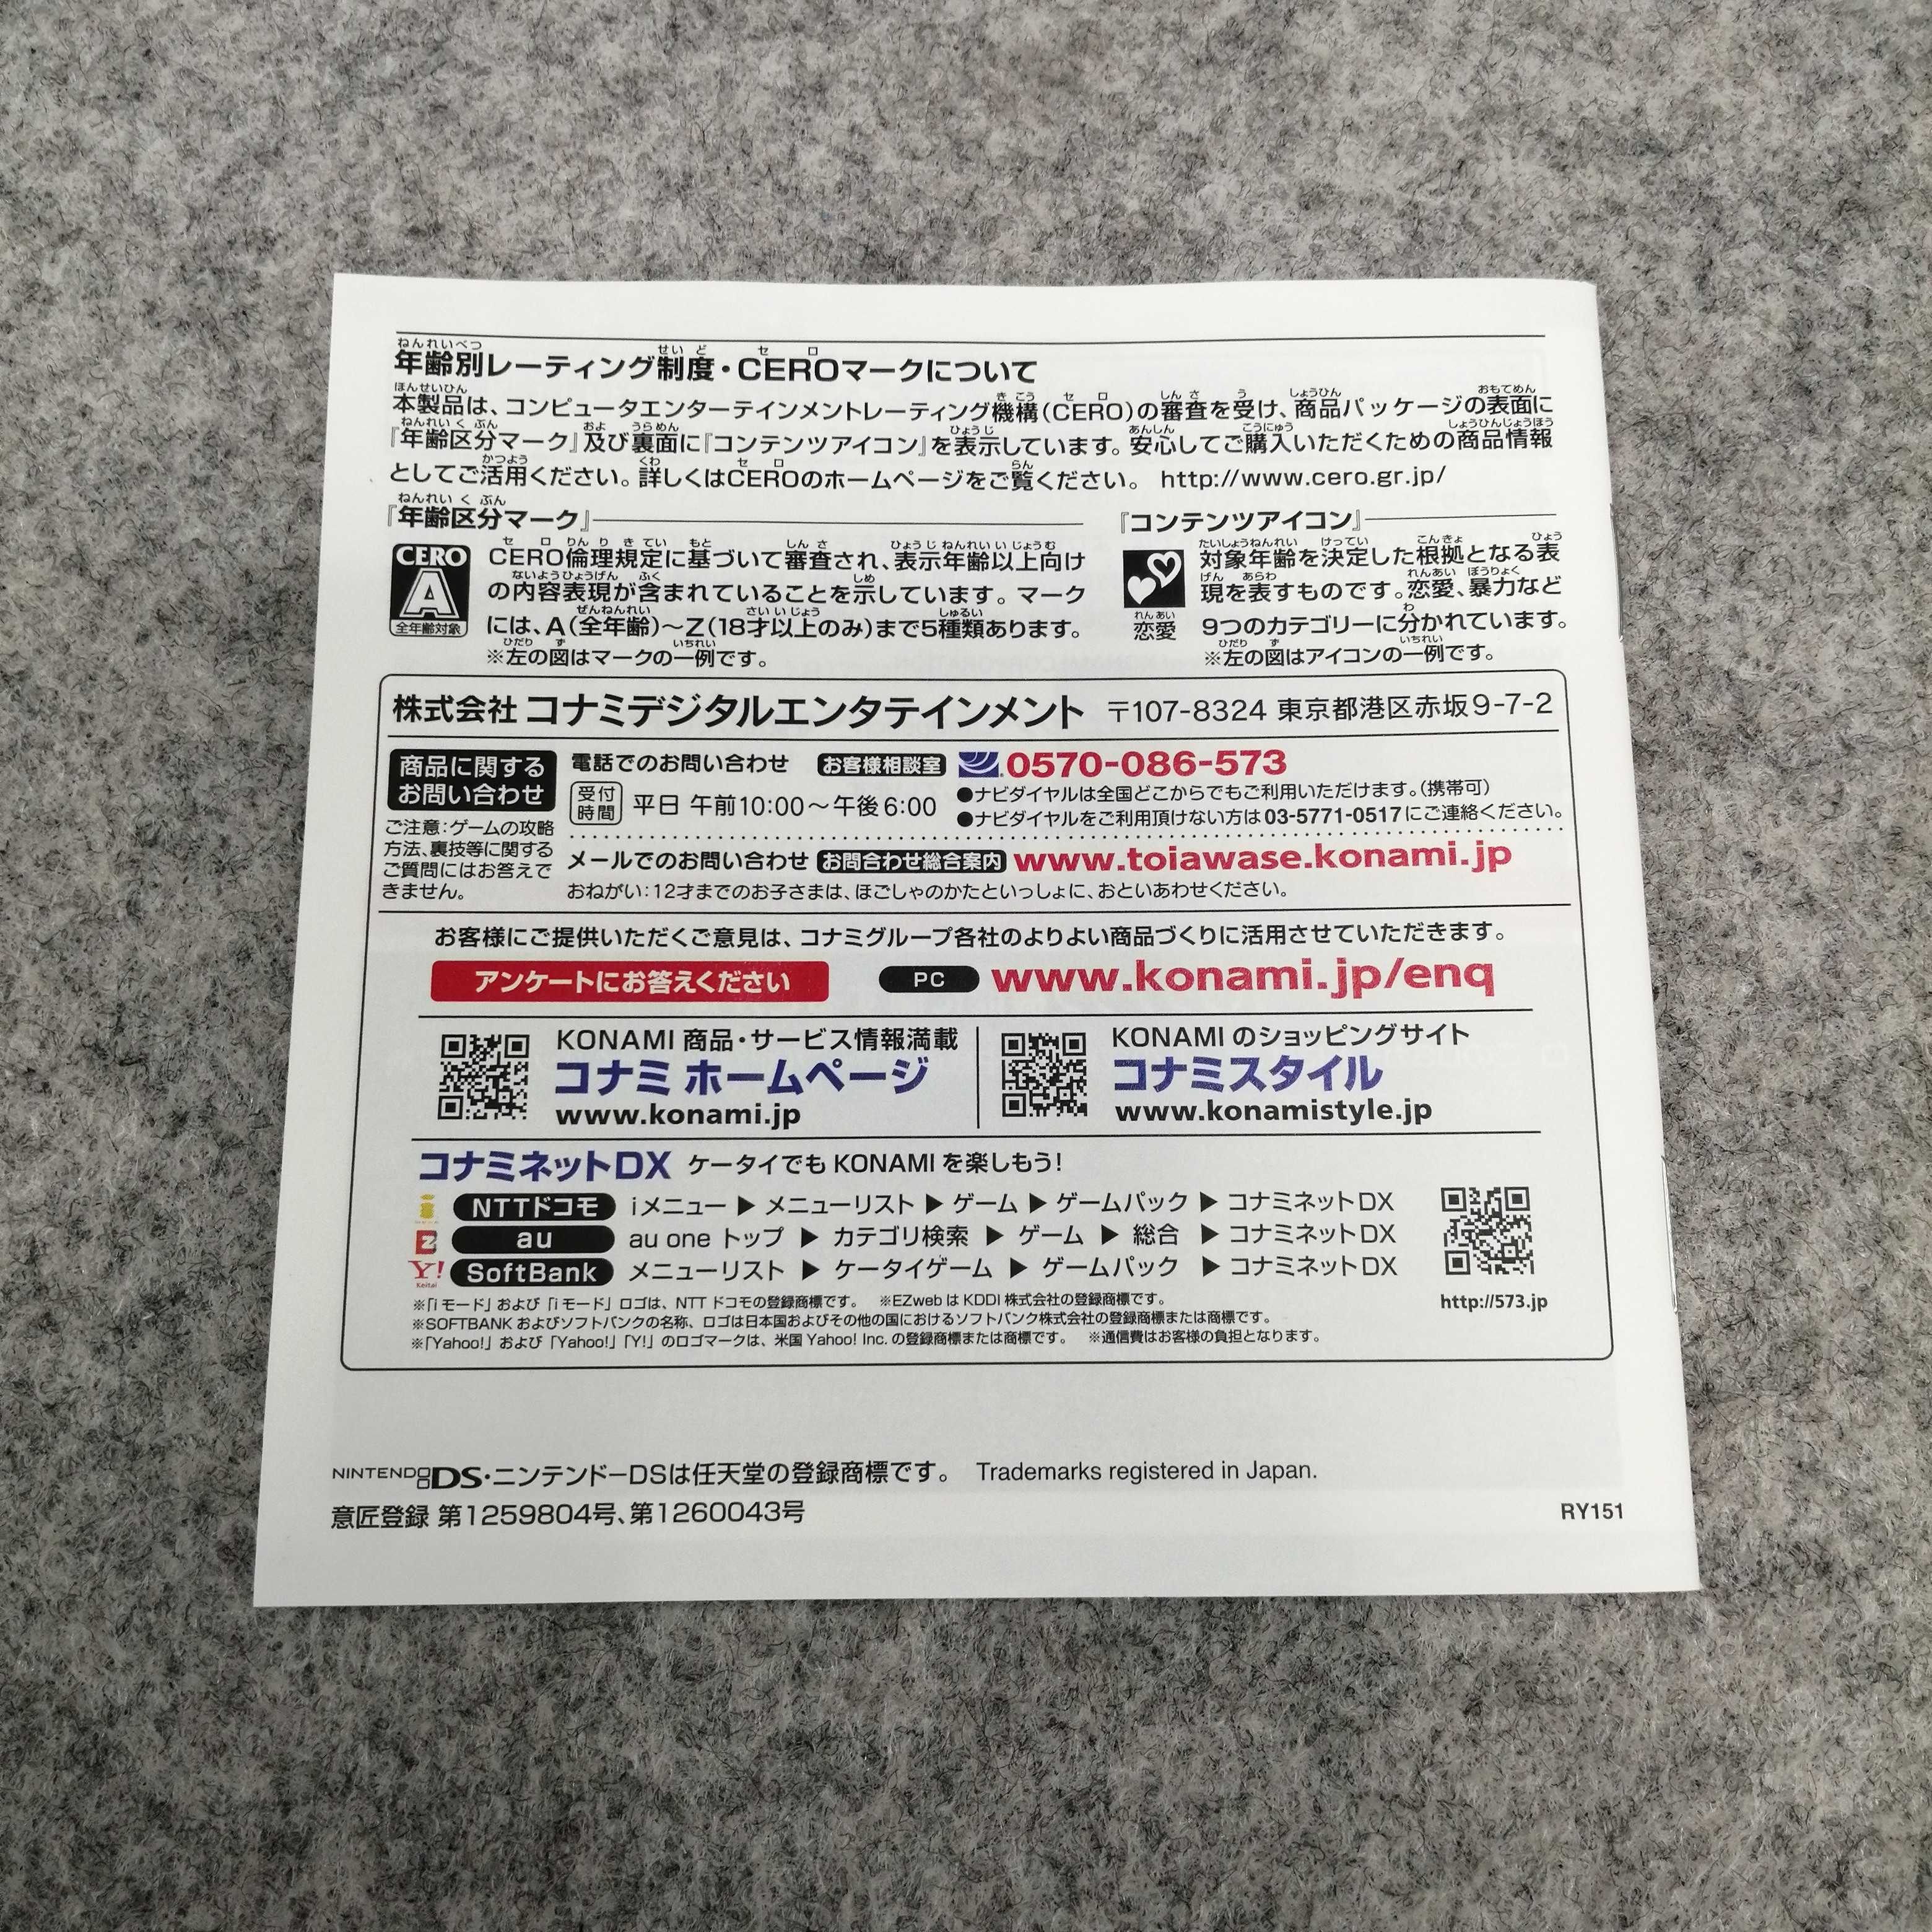 年齢別レーティング制度・CEROマークについて
本製品は、コンピュータエンターテインメントレーティング機構(CERO)の審査を受け、商品パッケージの表面に
『年齢区分マーク』及び裏面に『コンテンツアイコン』を表示しています。安心してご購入いただくための商品情報
としてご活用ください。詳しくはCEROのホームページをご覧ください。 http://www.cero.gr.jp/
『年齢区分マーク』
CERO
A
全年齢対象
CERO倫理規定に基づいて審査され、表示年齢以上向け
の内容表現が含まれていることを示しています。マーク
には、A(全年齢)〜Z(18才以上のみ)まで5種類あります。
※左の図はマークの一例です。
『コンテンツアイコン』
恋愛
対象年齢を決定した根拠となる表
現を表すものです。恋愛、暴力など
9つのカテゴリーに分かれています。
※左の図はアイコンの一例です。
株式会社 コナミデジタルエンタテインメント 〒107-8324 東京都港区赤坂9-7-2
商品に関する
お問い合わせ
ご注意:ゲームの攻略
方法、裏技等に関する
ご質問にはお答えで
きません。
電話でのお問い合わせ お客様相談室 0570-086-573
受付時間 平日 午前10:00〜午後6:00
●ナビダイヤルは全国どこからでもご利用いただけます。(携帯可)
●ナビダイヤルをご利用頂けない方は03-5771-0517にご連絡ください。
メールでのお問い合わせ お問合わせ総合案内 www.toiawase.konami.jp
おねがい:12才までのお子さまは、ほごしゃのかたといっしょに、おといあわせください。
お客様にご提供いただくご意見は、コナミグループ各社のよりよい商品づくりに活用させていただきます。
アンケートにお答えください PC www.konami.jp/enq
KONAMI 商品・サービス情報満載
コナミ ホームページ
www.konami.jp
KONAMI のショッピングサイト
コナミスタイル
www.konamistyle.jp
コナミネットDX ケータイでも KONAMI を楽しもう!
NTTドコモ iメニュー ▶ メニューリスト ▶ ゲーム ▶ ゲームパック ▶ コナミネットDX
au au one トップ ▶ カテゴリ検索 ▶ ゲーム ▶ 総合 ▶ コナミネットDX
Y! Keitai SoftBank メニューリスト ▶ ケータイゲーム ▶ ゲームパック ▶ コナミネットDX
http://573.jp
※「i モード」および「i モード」ロゴは、NTT ドコモの登録商標です。 ※EZweb は KDDI 株式会社の登録商標です。
※SOFTBANK およびソフトバンクの名称、ロゴは日本国およびその他の国におけるソフトバンク株式会社の登録商標または商標です。
※「Yahoo!」および「Yahoo!」「Y!」のロゴマークは、米国 Yahoo! Inc. の登録商標または商標です。 ※通信費はお客様の負担となります。
NINTENDO DS・ニンテンドーDSは任天堂の登録商標です。 Trademarks registered in Japan.
意匠登録 第1259804号、第1260043号
RY151